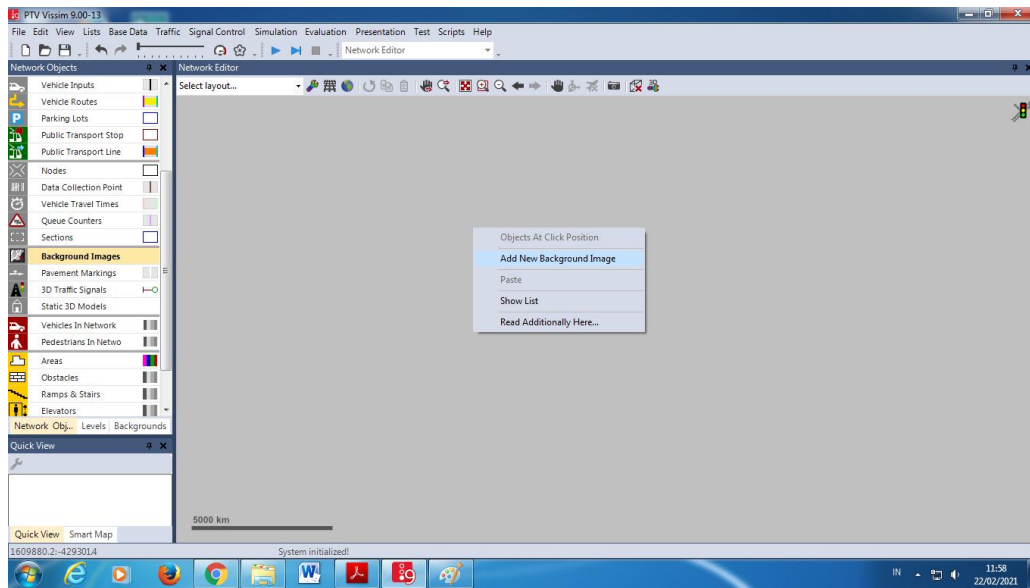 PTV Vissim 9.00-13
File Edit View Lists Base Data Traffic Signal Control Simulation Evaluation Presentation Test Scripts Help
Network Editor
Network Objects
Network Editor
Select layout...
Vehicle Inputs
Vehicle Routes
Parking Lots
Public Transport Stop
Public Transport Line
Nodes
Data Collection Point
Vehicle Travel Times
Queue Counters
Sections
Background Images
Pavement Markings
3D Traffic Signals
Static 3D Models
Vehicles In Network
Pedestrians In Netwo
Areas
Obstacles
Ramps & Stairs
Elevators
Network Obj... Levels Backgrounds
Objects At Click Position
Add New Background Image
Paste
Show List
Read Additionally Here...
Quick View
Quick View Smart Map
5000 km
1609880.2:-429301.4
System initialized!
IN
11:58
22/02/2021